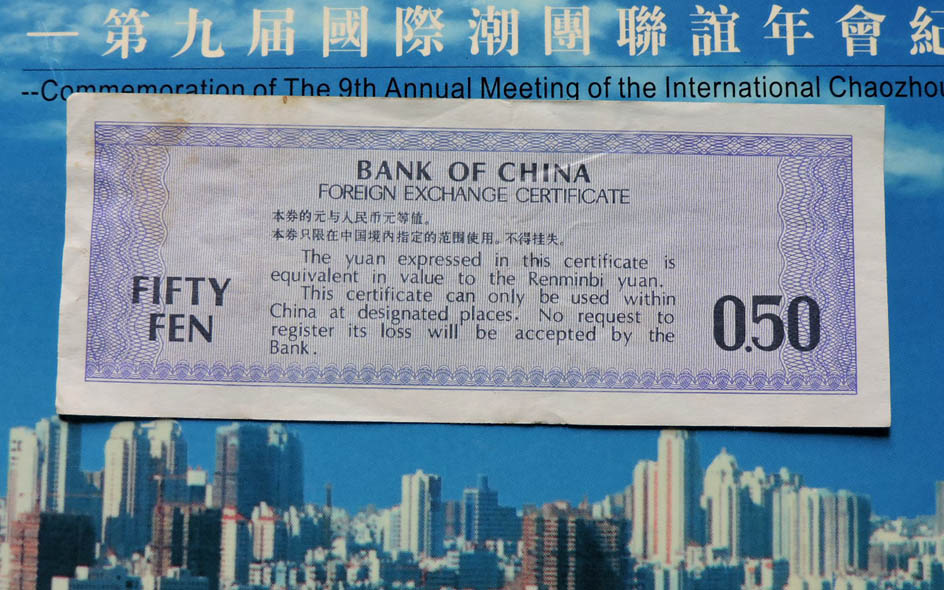 —第九届國際潮團聯誼年會紀
--Commemoration of The 9th Annual Meeting of the International Chaozhou
BANK OF CHINA
FOREIGN EXCHANGE CERTIFICATE
本券的元与人民币元等值。
本券只限在中国境内指定的范围使用。不得挂失。
The yuan expressed in this certificate is
equivalent in value to the Renminbi yuan.
This certificate can only be used within
China at designated places. No request to
register its loss will be accepted by the
Bank.
FIFTY
FEN
0.50